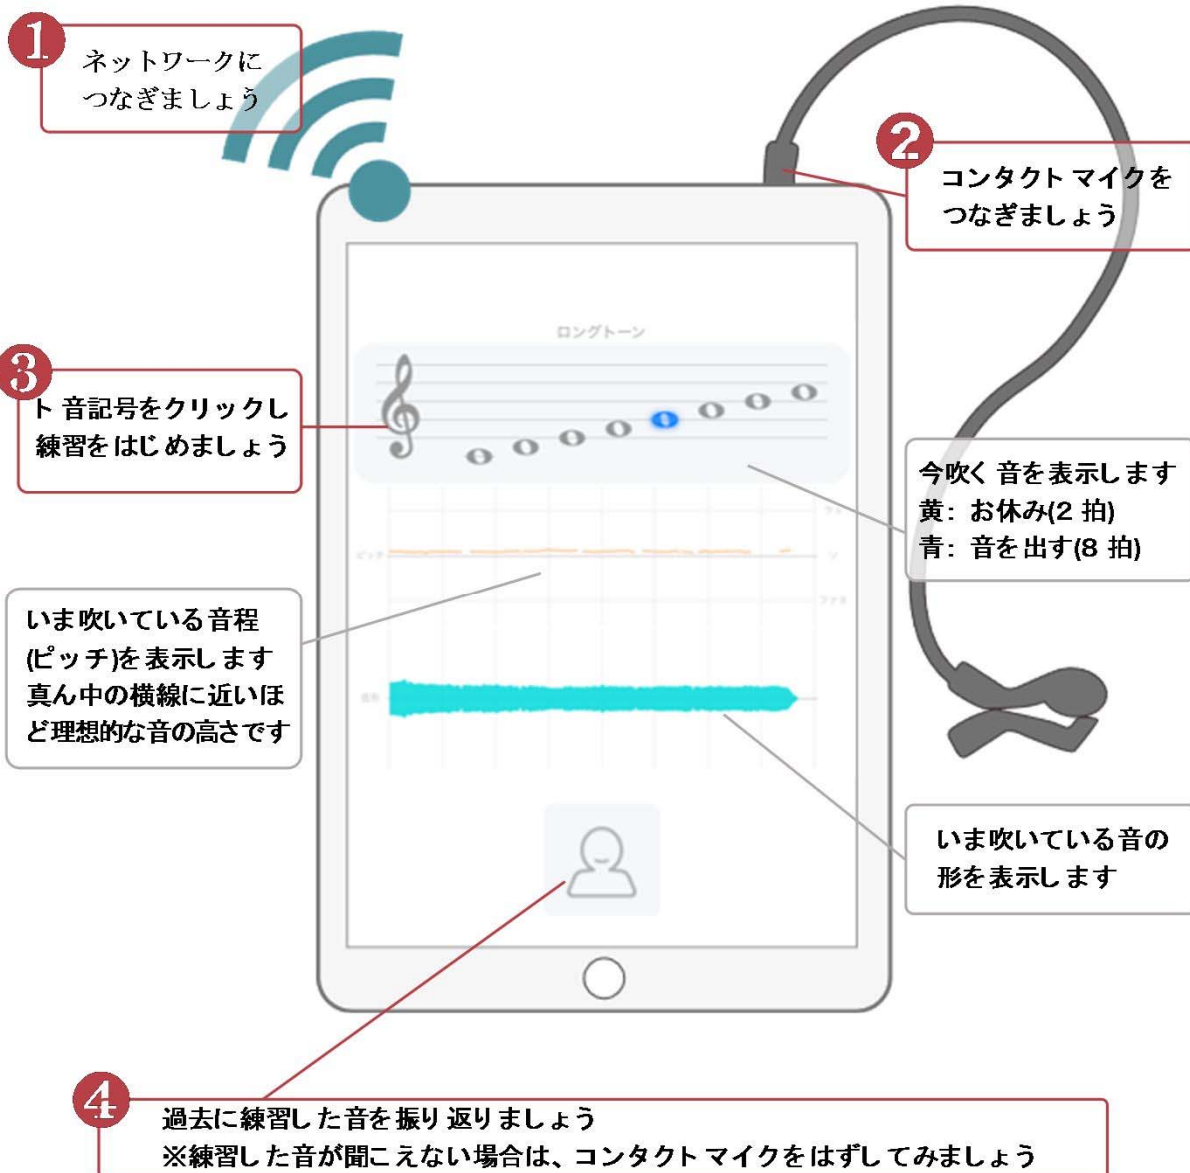 1
ネットワークに
つなぎましょう
2
コンタクトマイクを
つなぎましょう
ロングトーン
3
ト音記号をクリックし
練習をはじめましょう
今吹く音を表示します
黄: お休み(2 拍)
青: 音を出す(8 拍)
ピッチ
ソ
ファ#
いま吹いている音程
(ピッチ)を表示します
真ん中の横線に近いほ
ど理想的な音の高さです
いま吹いている音の
形を表示します
4
過去に練習した音を振り返りましょう
※練習した音が聞こえない場合は、コンタクトマイクをはずしてみましょう